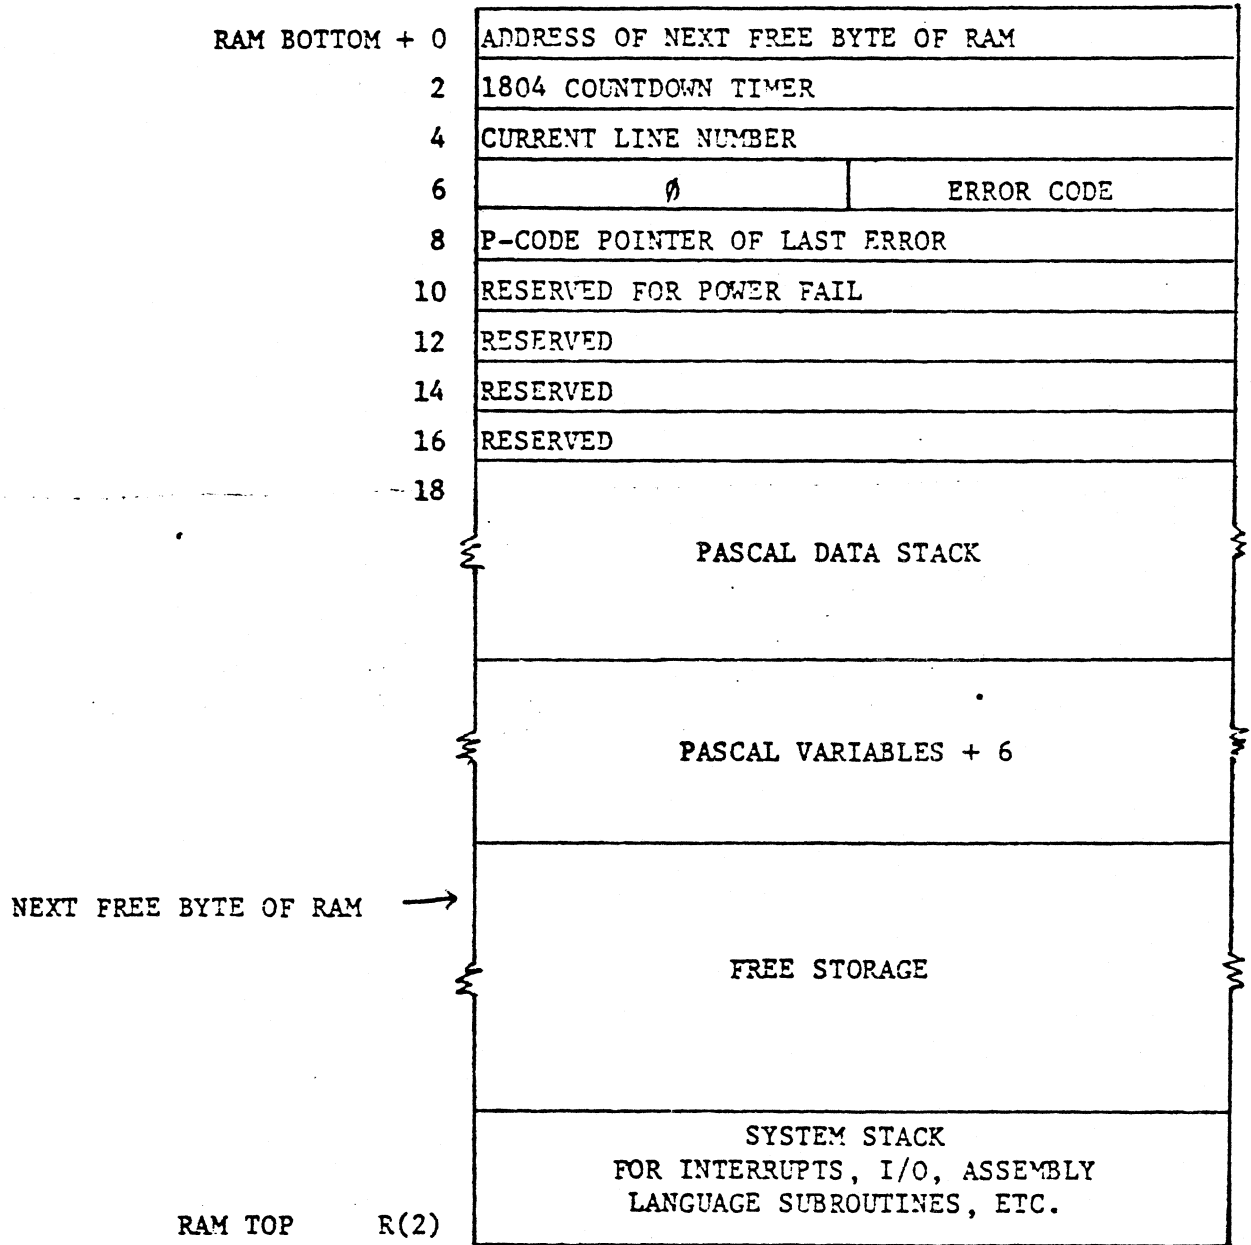 RAM BOTTOM + 0 ADDRESS OF NEXT FREE BYTE OF RAM
2 1804 COUNTDOWN TIMER
4 CURRENT LINE NUMBER
6 Ø ERROR CODE
8 P-CODE POINTER OF LAST ERROR
10 RESERVED FOR POWER FAIL
12 RESERVED
14 RESERVED
16 RESERVED
18
PASCAL DATA STACK
PASCAL VARIABLES + 6
NEXT FREE BYTE OF RAM →
FREE STORAGE
SYSTEM STACK
FOR INTERRUPTS, I/O, ASSEMBLY
LANGUAGE SUBROUTINES, ETC.
RAM TOP R(2)